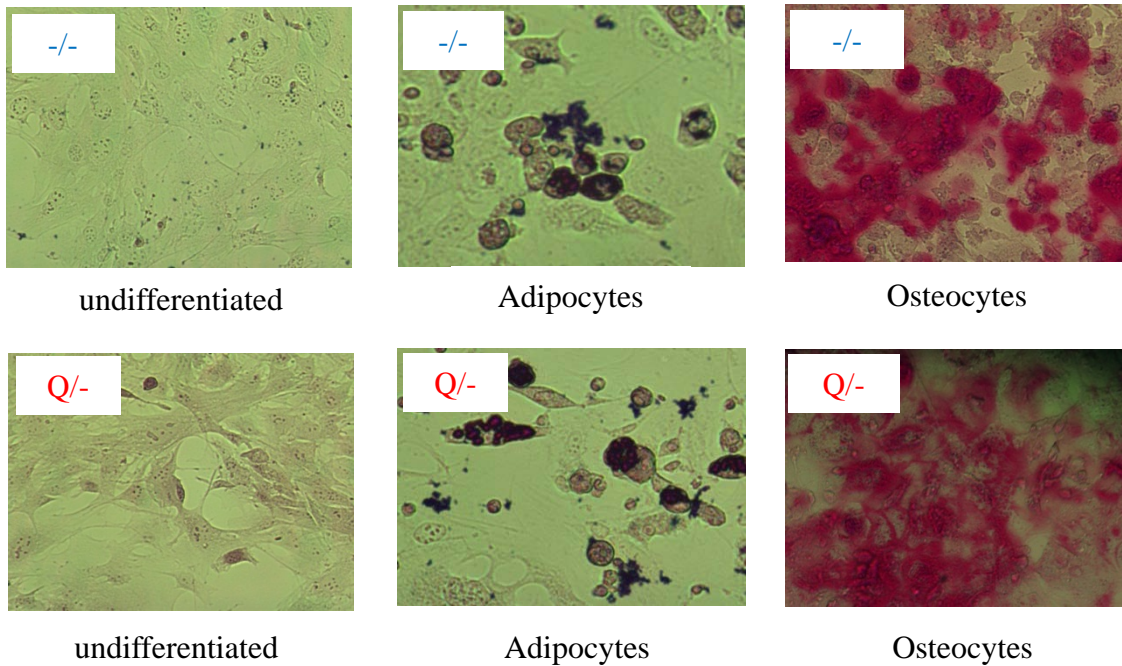 -/-
-/-
-/-
undifferentiated
Adipocytes
Osteocytes
Q/-
Q/-
Q/-
undifferentiated
Adipocytes
Osteocytes